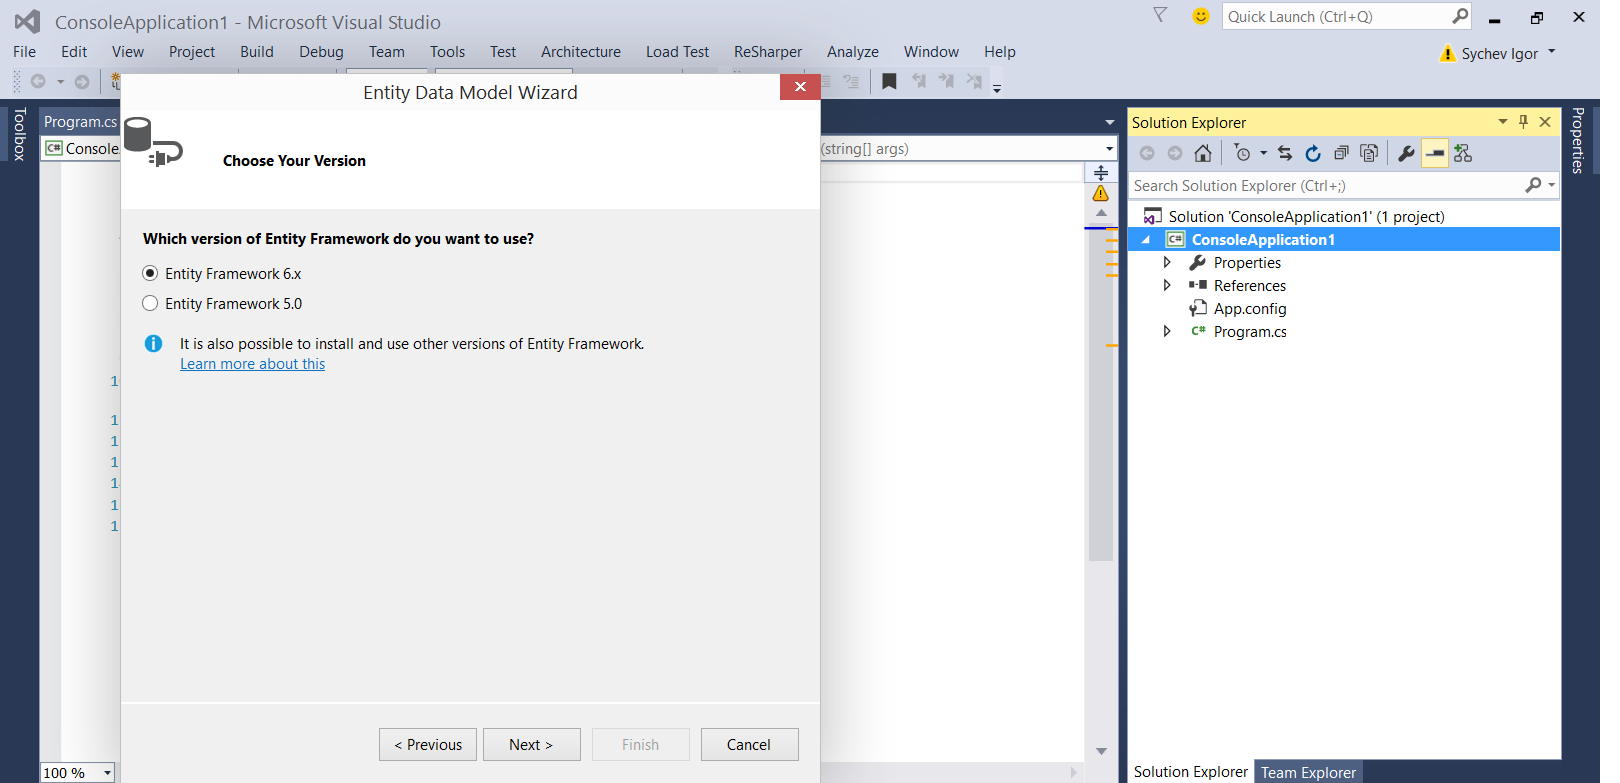 ConsoleApplication1 - Microsoft Visual Studio
Quick Launch (Ctrl+Q)
File Edit View Project Build Debug Team Tools Test Architecture Load Test ReSharper Analyze Window Help
Sychev Igor
Entity Data Model Wizard
Toolbox
Program.cs
Console
(string[] args)
Choose Your Version
Which version of Entity Framework do you want to use?
Entity Framework 6.x
Entity Framework 5.0
It is also possible to install and use other versions of Entity Framework.
Learn more about this
1
1
1
1
1
1
1
< Previous
Next >
Finish
Cancel
100 %
Solution Explorer
Search Solution Explorer (Ctrl+;)
Solution 'ConsoleApplication1' (1 project)
C# ConsoleApplication1
Properties
References
App.config
C# Program.cs
Solution Explorer
Team Explorer
Properties